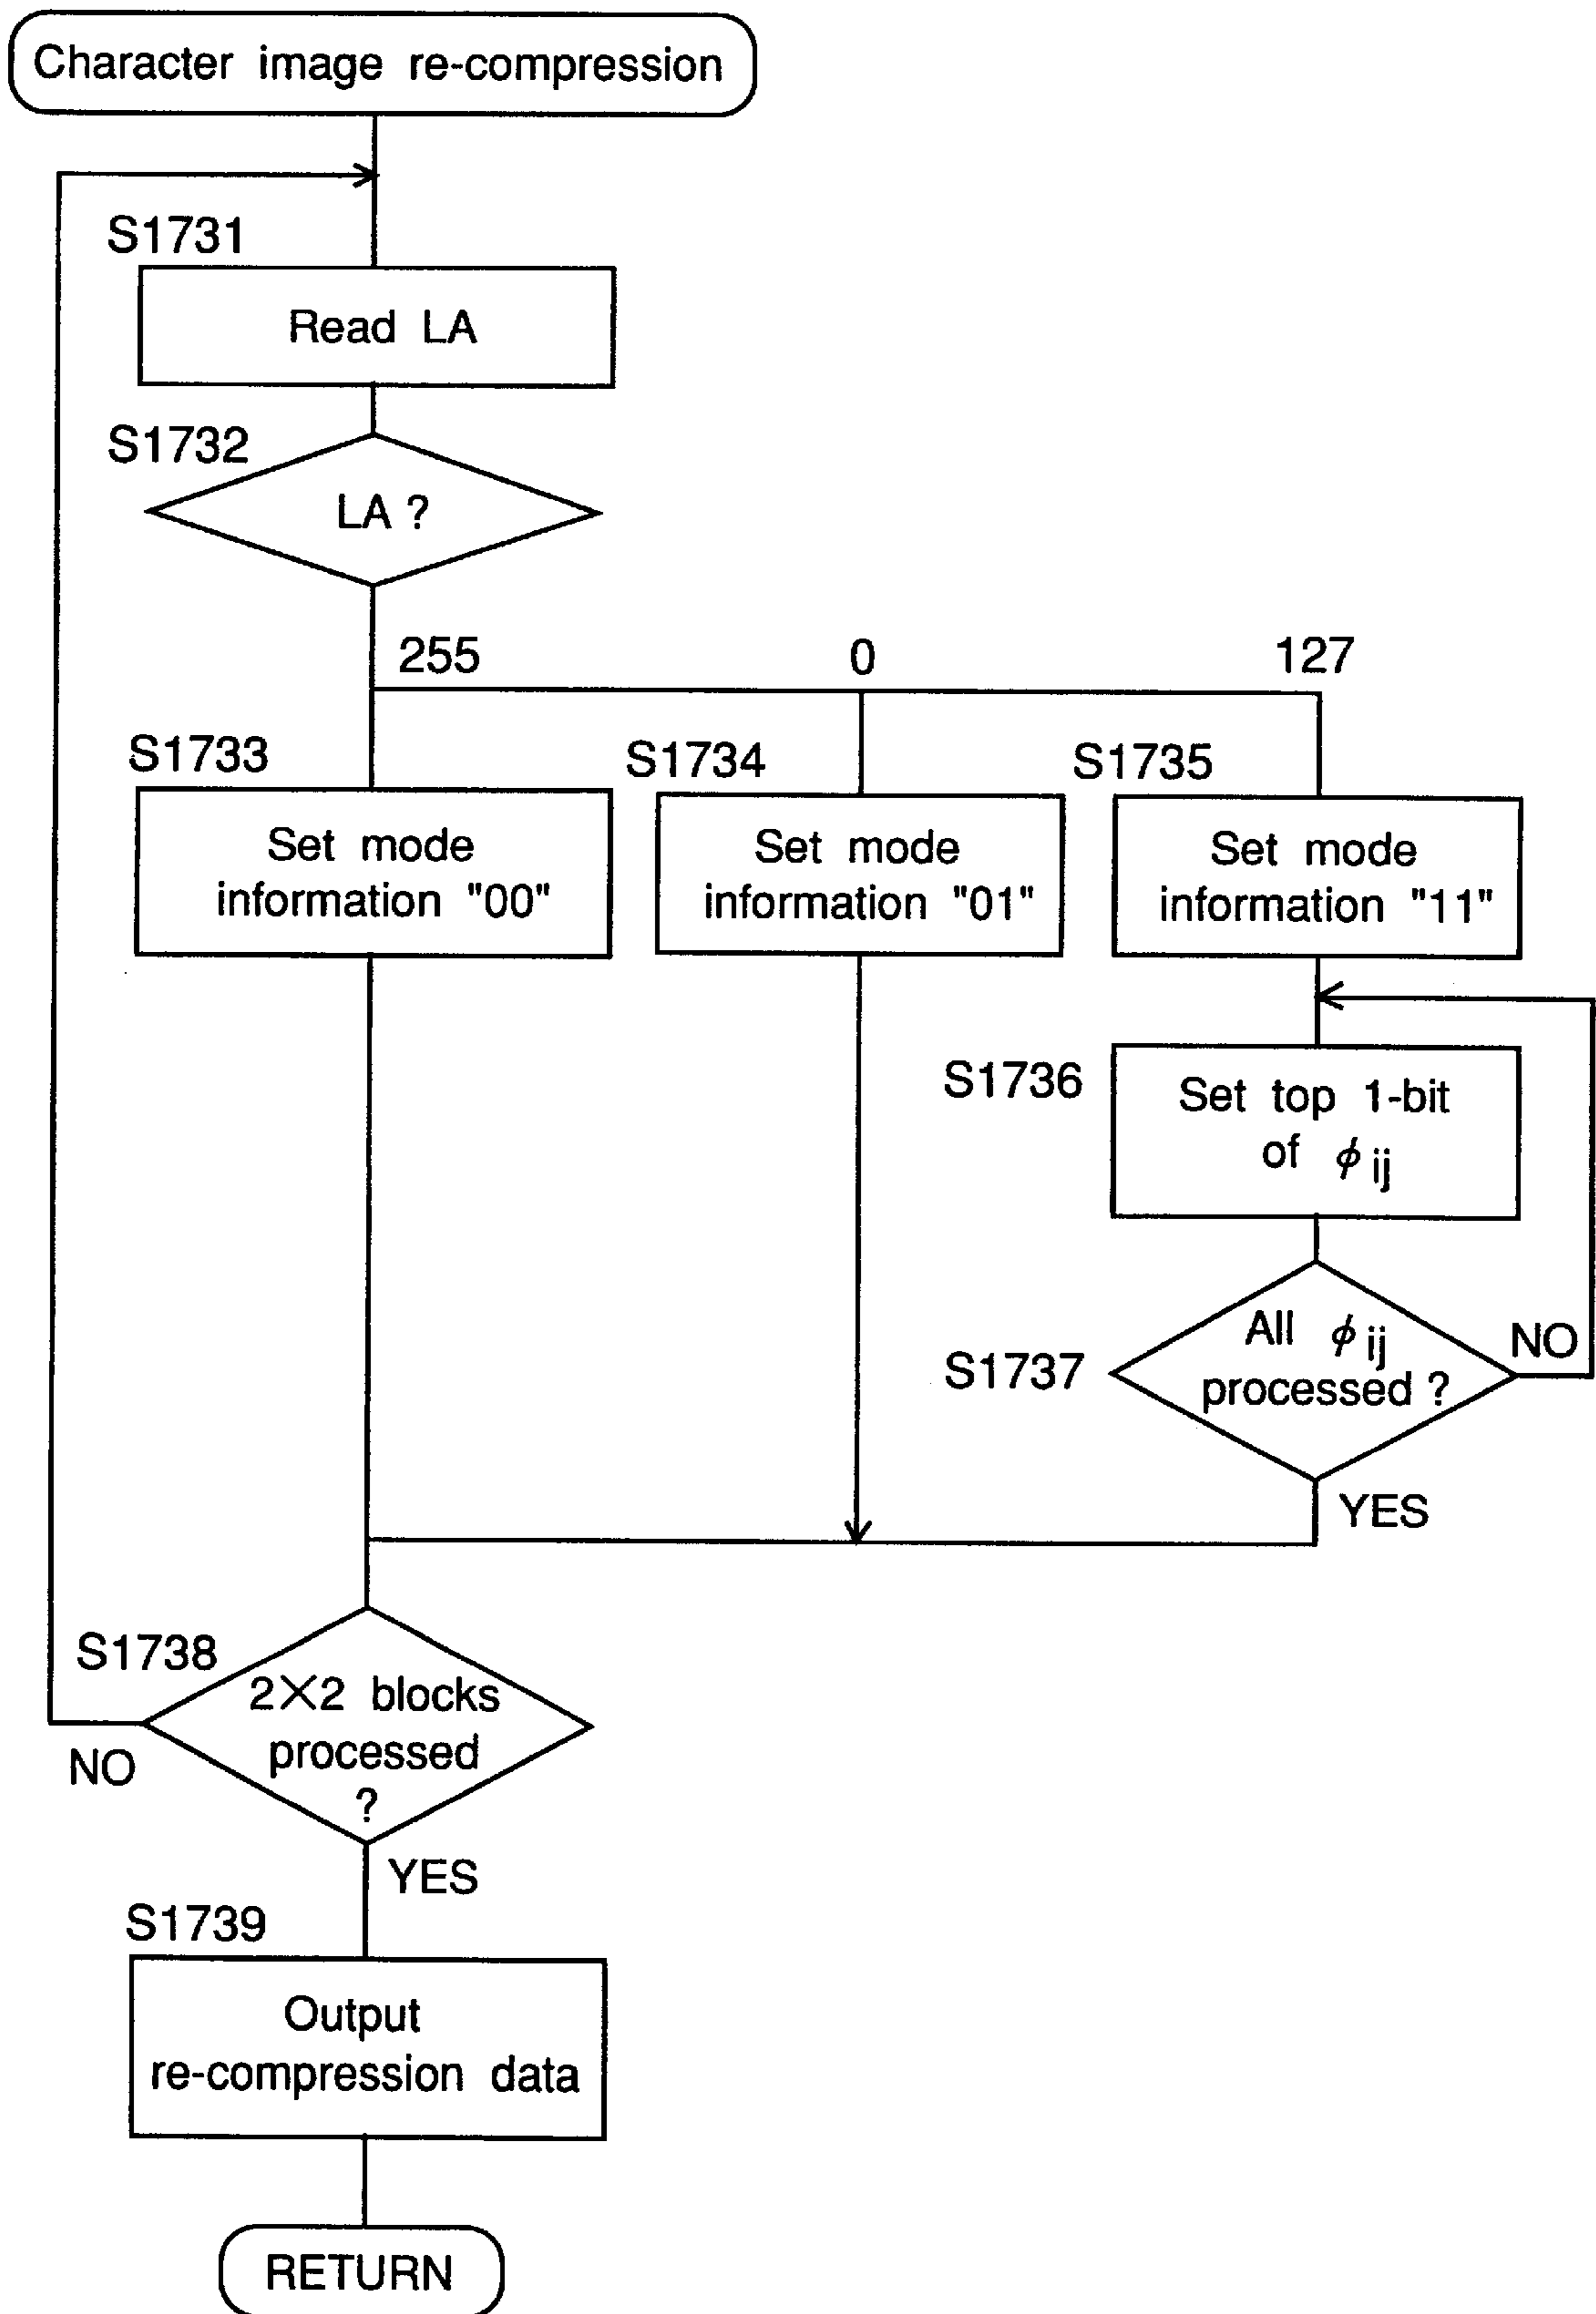 Character image re-compression
S1731
Read LA
S1732
LA ?
255
0
127
S1733
S1734
S1735
Set mode
information "00"
Set mode
information "01"
Set mode
information "11"
S1736
Set top 1-bit
of ϕij
S1737
All ϕij
processed ?
NO
YES
S1738
2×2 blocks
processed
?
NO
YES
S1739
Output
re-compression data
RETURN